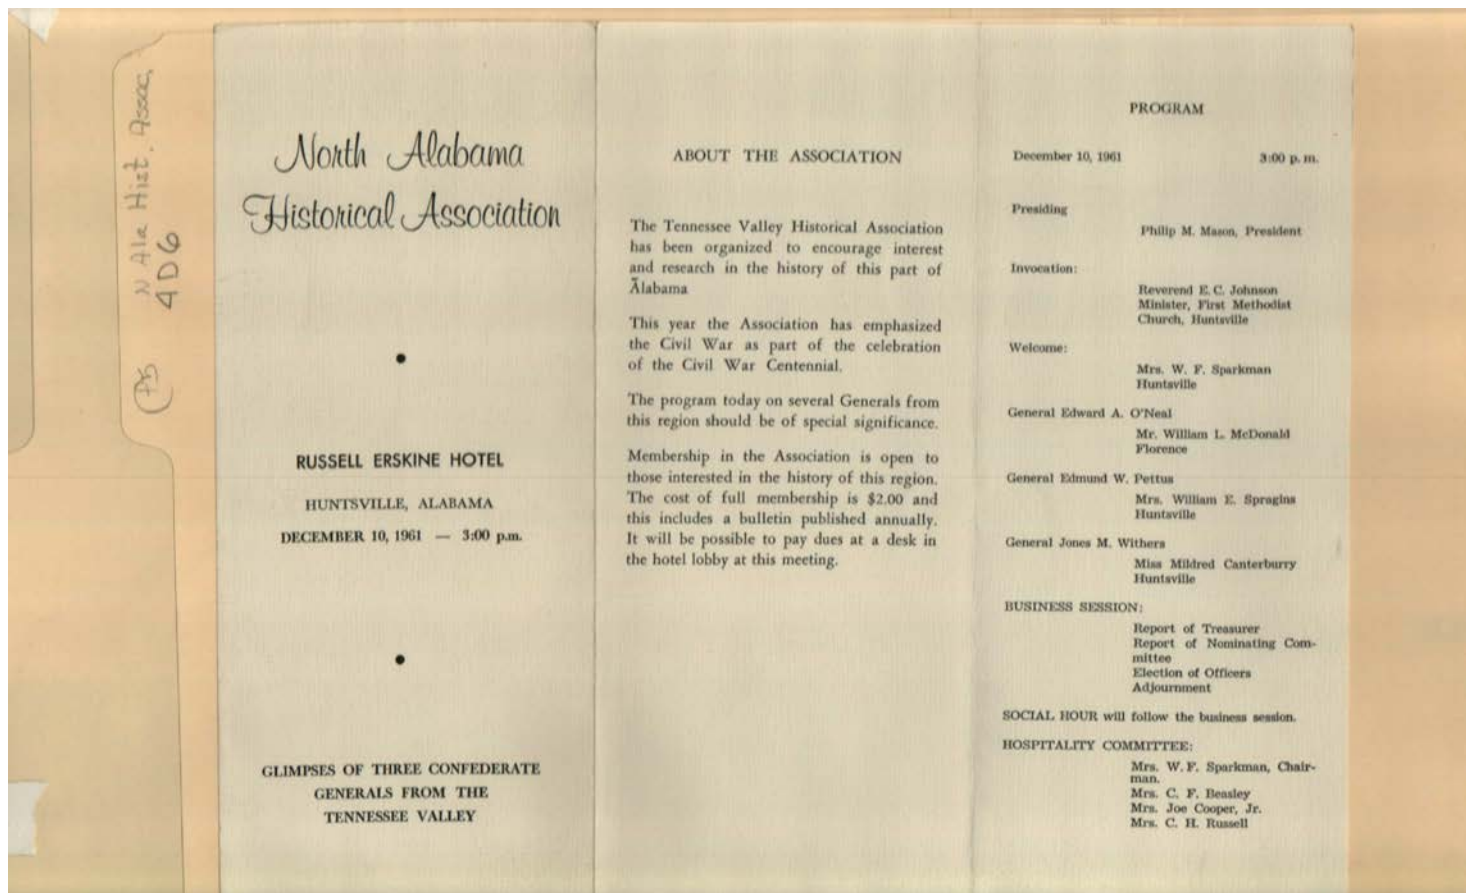 N Ala Hist. Assoc.
4D6
North Alabama
Historical Association
RUSSELL ERSKINE HOTEL
HUNTSVILLE, ALABAMA
DECEMBER 10, 1961 — 3:00 p.m.
GLIMPSES OF THREE CONFEDERATE
GENERALS FROM THE
TENNESSEE VALLEY
ABOUT THE ASSOCIATION
The Tennessee Valley Historical Association
has been organized to encourage interest
and research in the history of this part of
Alabama
This year the Association has emphasized
the Civil War as part of the celebration
of the Civil War Centennial.
The program today on several Generals from
this region should be of special significance.
Membership in the Association is open to
those interested in the history of this region.
The cost of full membership is $2.00 and
this includes a bulletin published annually.
It will be possible to pay dues at a desk in
the hotel lobby at this meeting.
PROGRAM
December 10, 1961 3:00 p. m.
Presiding
Philip M. Mason, President
Invocation:
Reverend E. C. Johnson
Minister, First Methodist
Church, Huntsville
Welcome:
Mrs. W. F. Sparkman
Huntsville
General Edward A. O'Neal
Mr. William L. McDonald
Florence
General Edmund W. Pettus
Mrs. William E. Spragins
Huntsville
General Jones M. Withers
Miss Mildred Canterburry
Huntsville
BUSINESS SESSION:
Report of Treasurer
Report of Nominating Com-
mittee
Election of Officers
Adjournment
SOCIAL HOUR will follow the business session.
HOSPITALITY COMMITTEE:
Mrs. W. F. Sparkman, Chair-
man.
Mrs. C. F. Beasley
Mrs. Joe Cooper, Jr.
Mrs. C. H. Russell